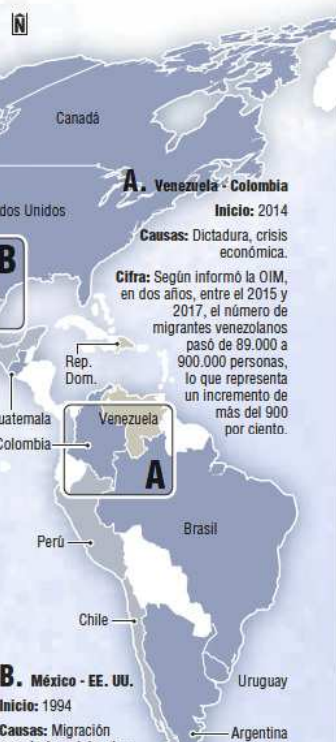 N
Canadá
A. Venezuela - Colombia
dos Unidos
Inicio: 2014
Causas: Dictadura, crisis
económica.
B
Cifra: Según informó la OIM,
en dos años, entre el 2015 y
2017, el número de
migrantes venezolanos
pasó de 89.000 a
900.000 personas,
lo que representa
un incremento de
más del 900
por ciento.
Rep.
Dom.
uatemala
Venezuela
Colombia
A
Brasil
Perú
Chile
B. México - EE. UU.
Uruguay
Inicio: 1994
Causas: Migración
Argentina